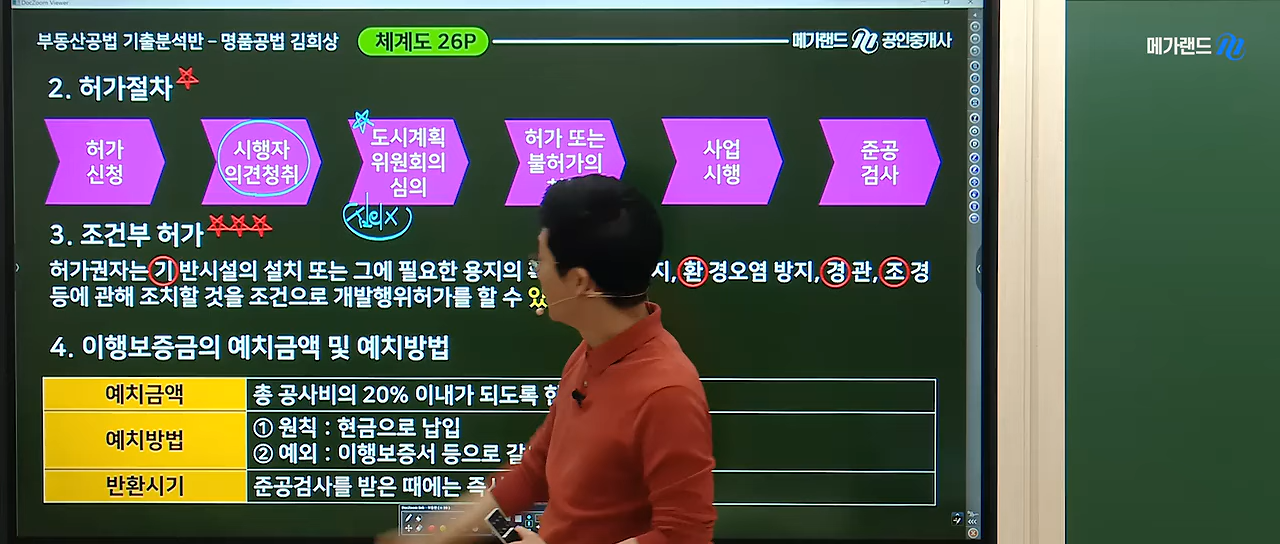 DocZoom Viewer
부동산공법 기출분석반 – 명품공법 김희상
체계도 26P
메가랜드 공인중개사
메가랜드
2. 허가절차
허가
신청
시행자
의견청취
도시계획
위원회의
심의
허가 또는
불허가의
사업
시행
준공
검사
3. 조건부 허가
허가권자는 기반시설의 설치 또는 그에 필요한 용지의 지, 환경오염 방지, 경관, 조경
등에 관해 조치할 것을 조건으로 개발행위허가를 할 수 있
4. 이행보증금의 예치금액 및 예치방법
예치금액 총 공사비의 20% 이내가 되도록
예치방법 ① 원칙 : 현금으로 납입
② 예외 : 이행보증서 등으로
반환시기 준공검사를 받은 때에는 즉시